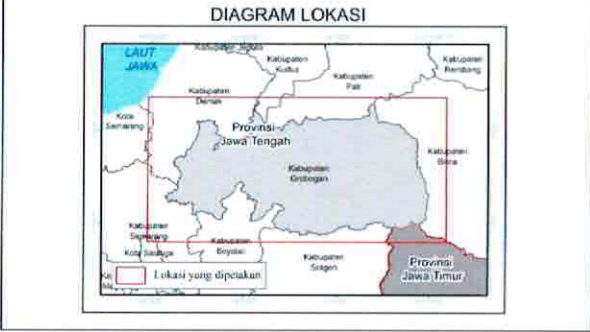 DIAGRAM LOKASI
LAUT
JAWA
Kabupaten Jepara
Kabupaten
Kudus
Kabupaten
Rembang
Kabupaten
Pati
Kabupaten
Demak
Kota
Semarang
Provinsi
Jawa Tengah
Kabupaten
Blora
Kabupaten
Grobogan
Kabupaten
Semarang
Kabupaten
Boyolali
Kota Salatiga
Kabupaten
Sragen
Provinsi
Jawa Timur
Lokasi yang dipetakan